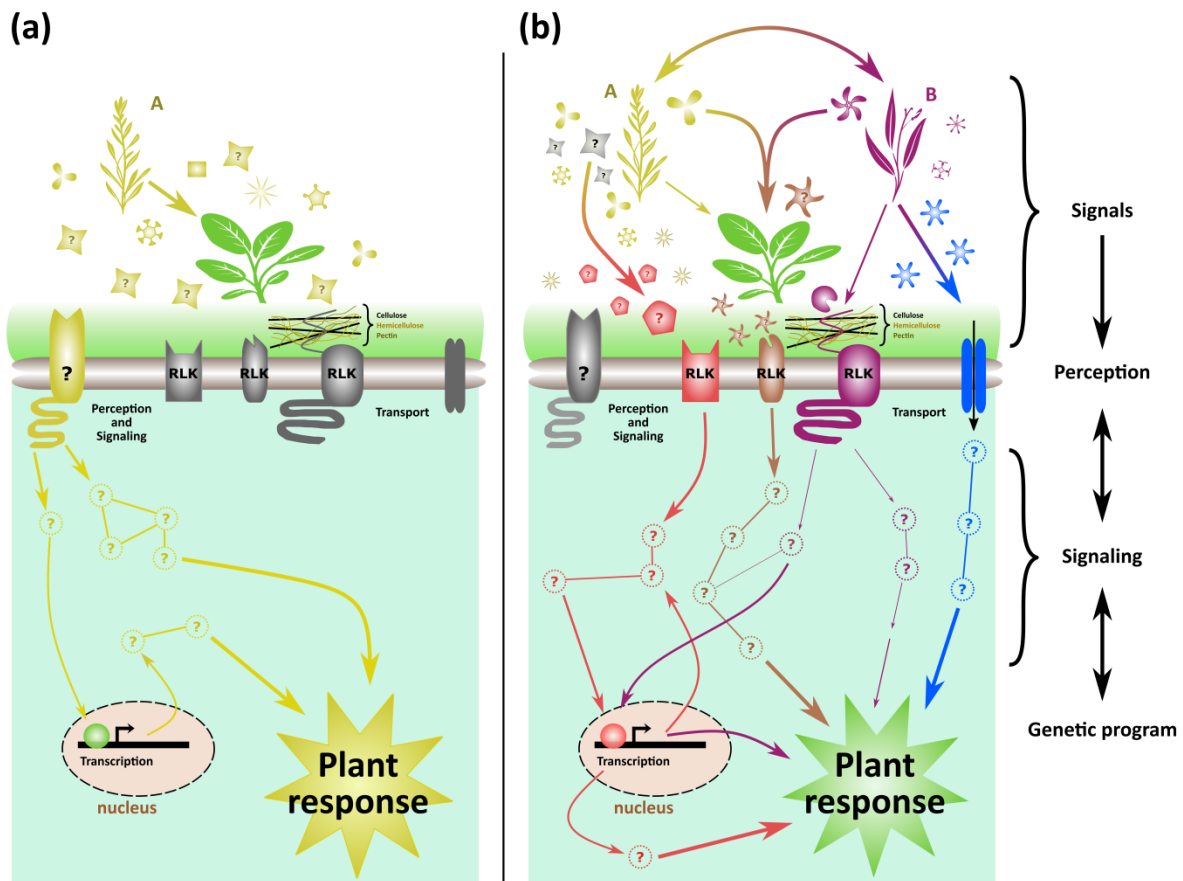 (a)
A
?
?
?
?
?
?
Cellulose
Hemicellulose
Pectin
?
RLK
RLK
RLK
Perception
and
Signaling
Transport
?
?
?
?
?
?
?
Transcription
nucleus
Plant
response
(b)
A
B
?
?
?
?
?
?
?
?
?
?
Cellulose
Hemicellulose
Pectin
?
RLK
RLK
RLK
Perception
and
Signaling
Transport
?
?
?
?
?
?
?
?
?
?
?
?
?
?
Transcription
nucleus
?
Plant
response
Signals
Perception
Signaling
Genetic program